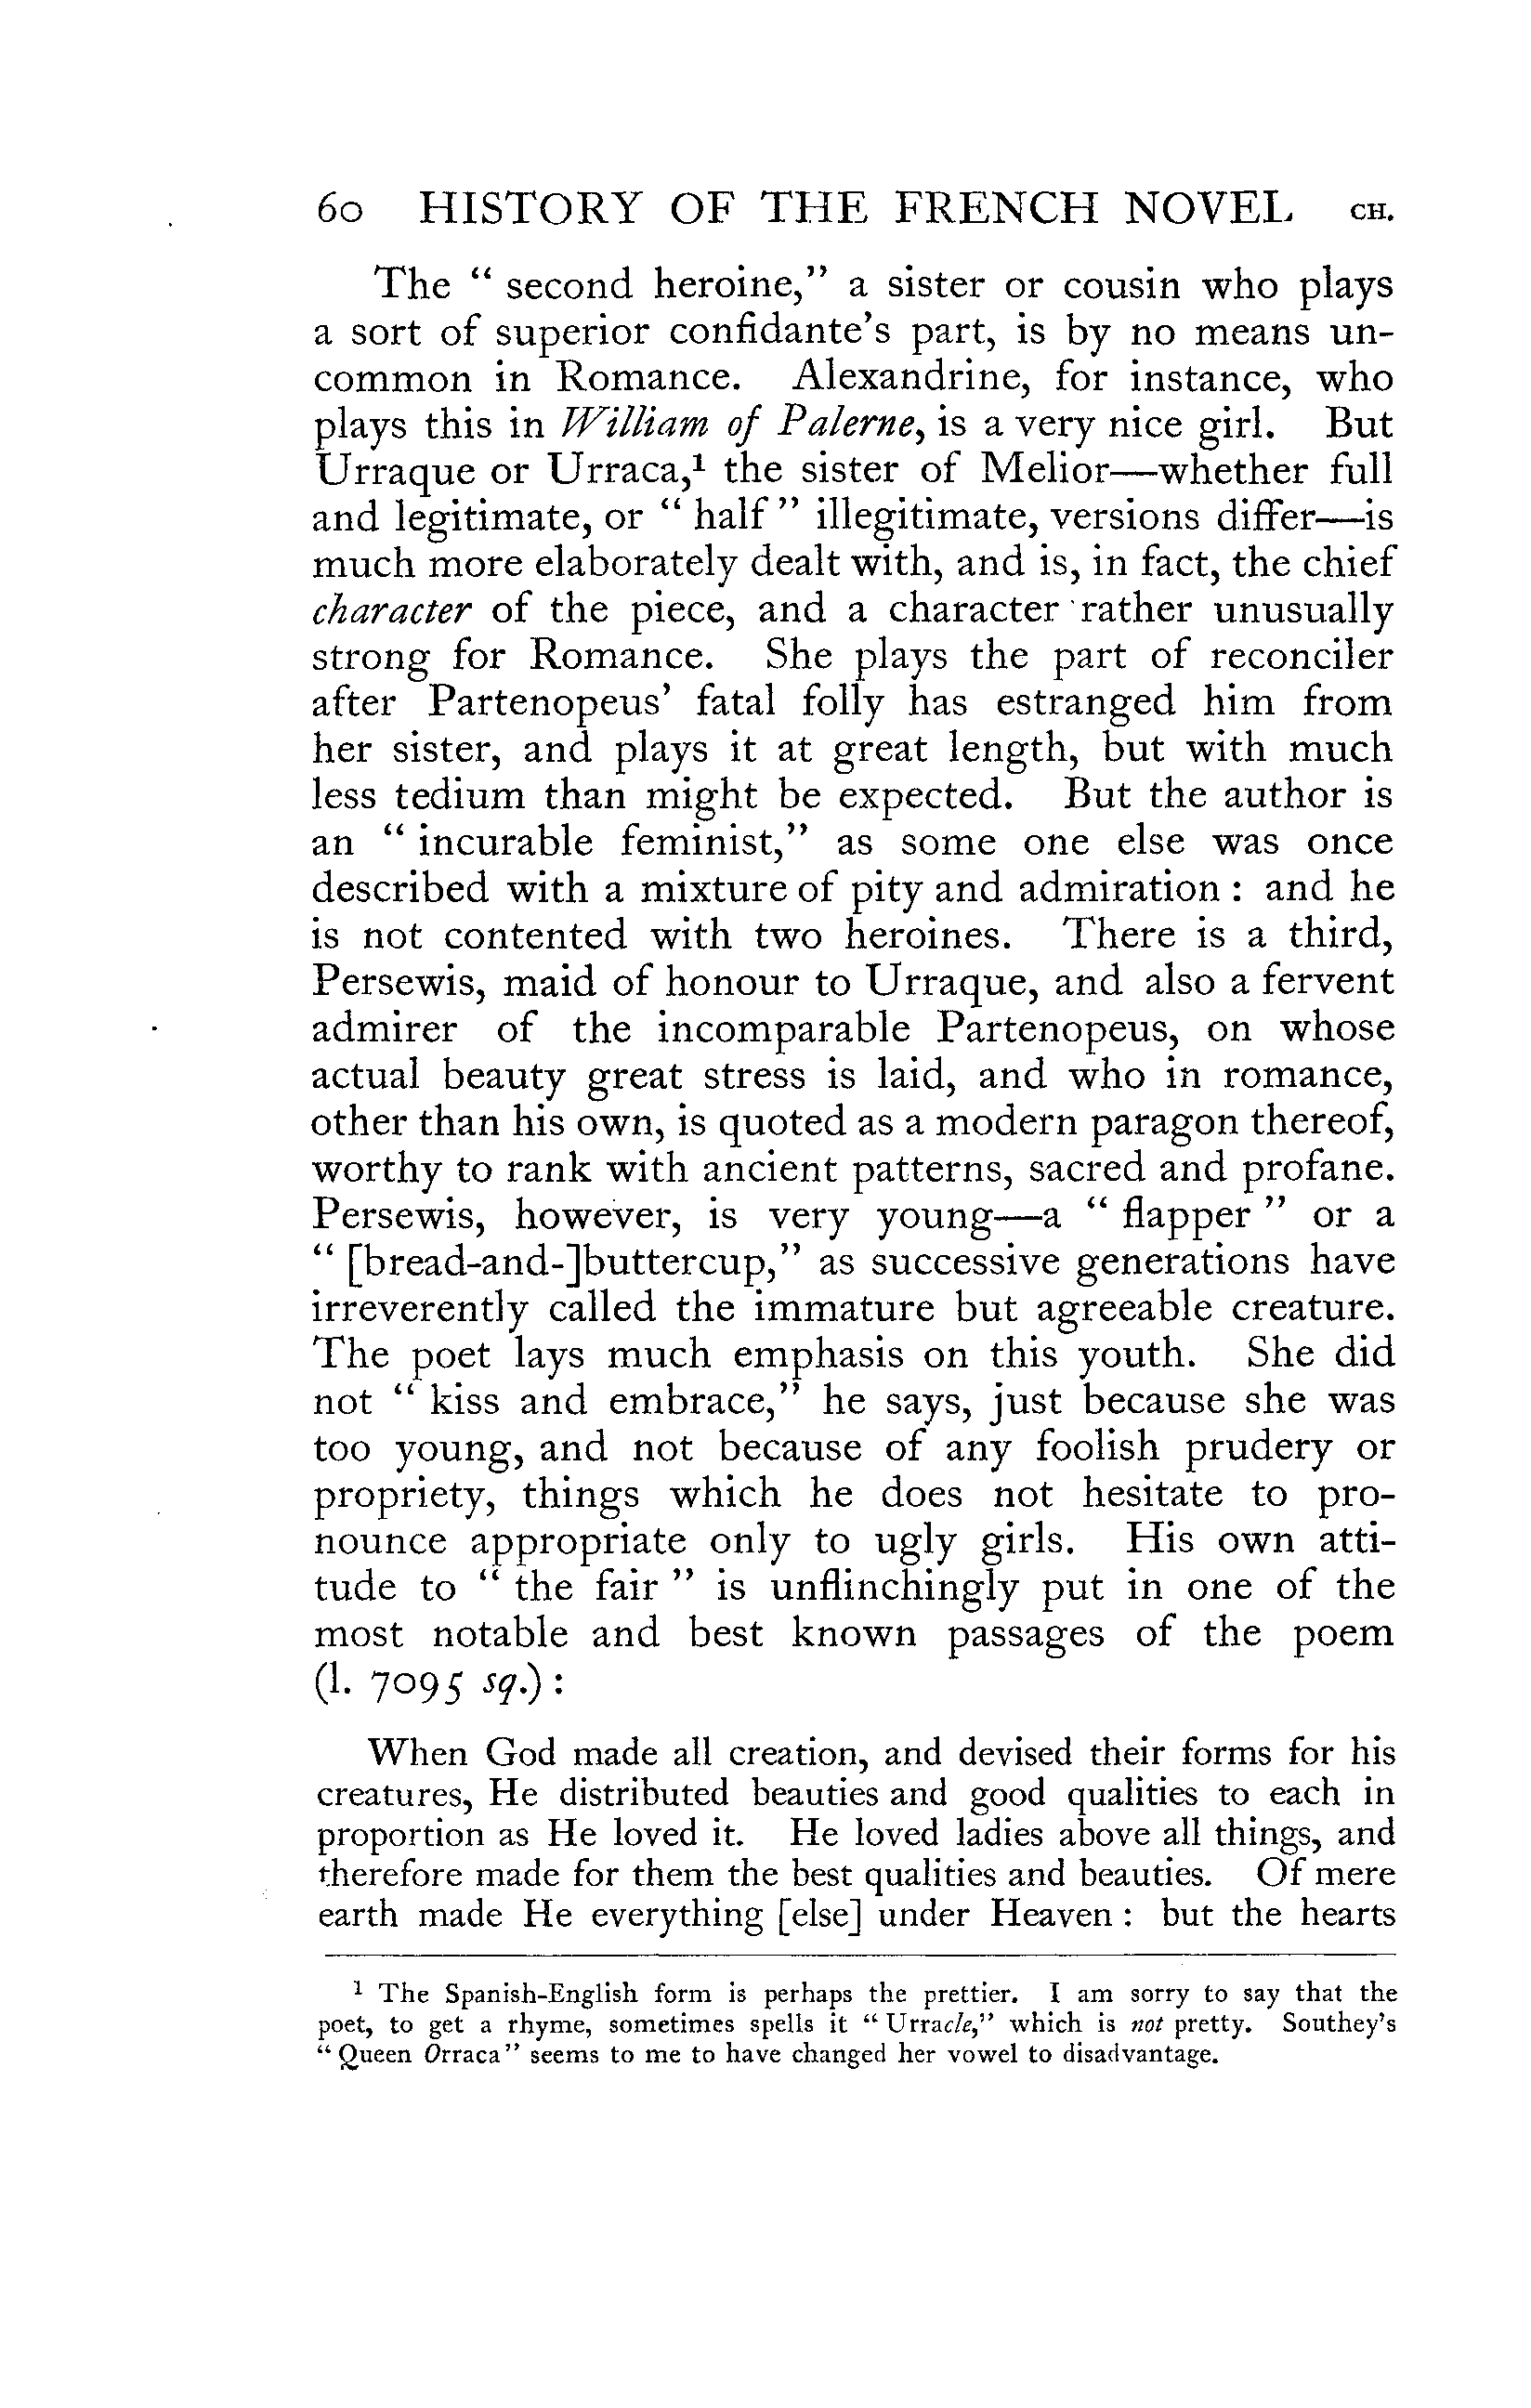 60 HISTORY OF THE FRENCH NOVEL CH.
The “ second heroine,” a sister or cousin who plays
a sort of superior confidante’s part, is by no means un-
common in Romance. Alexandrine, for instance, who
plays this in William of Palerne, is a very nice girl. But
Urraque or Urraca,¹ the sister of Melior—whether full
and legitimate, or “ half ” illegitimate, versions differ—is
much more elaborately dealt with, and is, in fact, the chief
character of the piece, and a character rather unusually
strong for Romance. She plays the part of reconciler
after Partenopeus’ fatal folly has estranged him from
her sister, and plays it at great length, but with much
less tedium than might be expected. But the author is
an “ incurable feminist,” as some one else was once
described with a mixture of pity and admiration : and he
is not contented with two heroines. There is a third,
Persewis, maid of honour to Urraque, and also a fervent
admirer of the incomparable Partenopeus, on whose
actual beauty great stress is laid, and who in romance,
other than his own, is quoted as a modern paragon thereof,
worthy to rank with ancient patterns, sacred and profane.
Persewis, however, is very young—a “ flapper ” or a
“ [bread-and-]buttercup,” as successive generations have
irreverently called the immature but agreeable creature.
The poet lays much emphasis on this youth. She did
not “ kiss and embrace,” he says, just because she was
too young, and not because of any foolish prudery or
propriety, things which he does not hesitate to pro-
nounce appropriate only to ugly girls. His own atti-
tude to “ the fair ” is unflinchingly put in one of the
most notable and best known passages of the poem
(l. 7095 sq.) :
When God made all creation, and devised their forms for his
creatures, He distributed beauties and good qualities to each in
proportion as He loved it. He loved ladies above all things, and
therefore made for them the best qualities and beauties. Of mere
earth made He everything [else] under Heaven : but the hearts
¹ The Spanish-English form is perhaps the prettier. I am sorry to say that the
poet, to get a rhyme, sometimes spells it “ Urracle,” which is not pretty. Southey’s
“ Queen Orraca” seems to me to have changed her vowel to disadvantage.